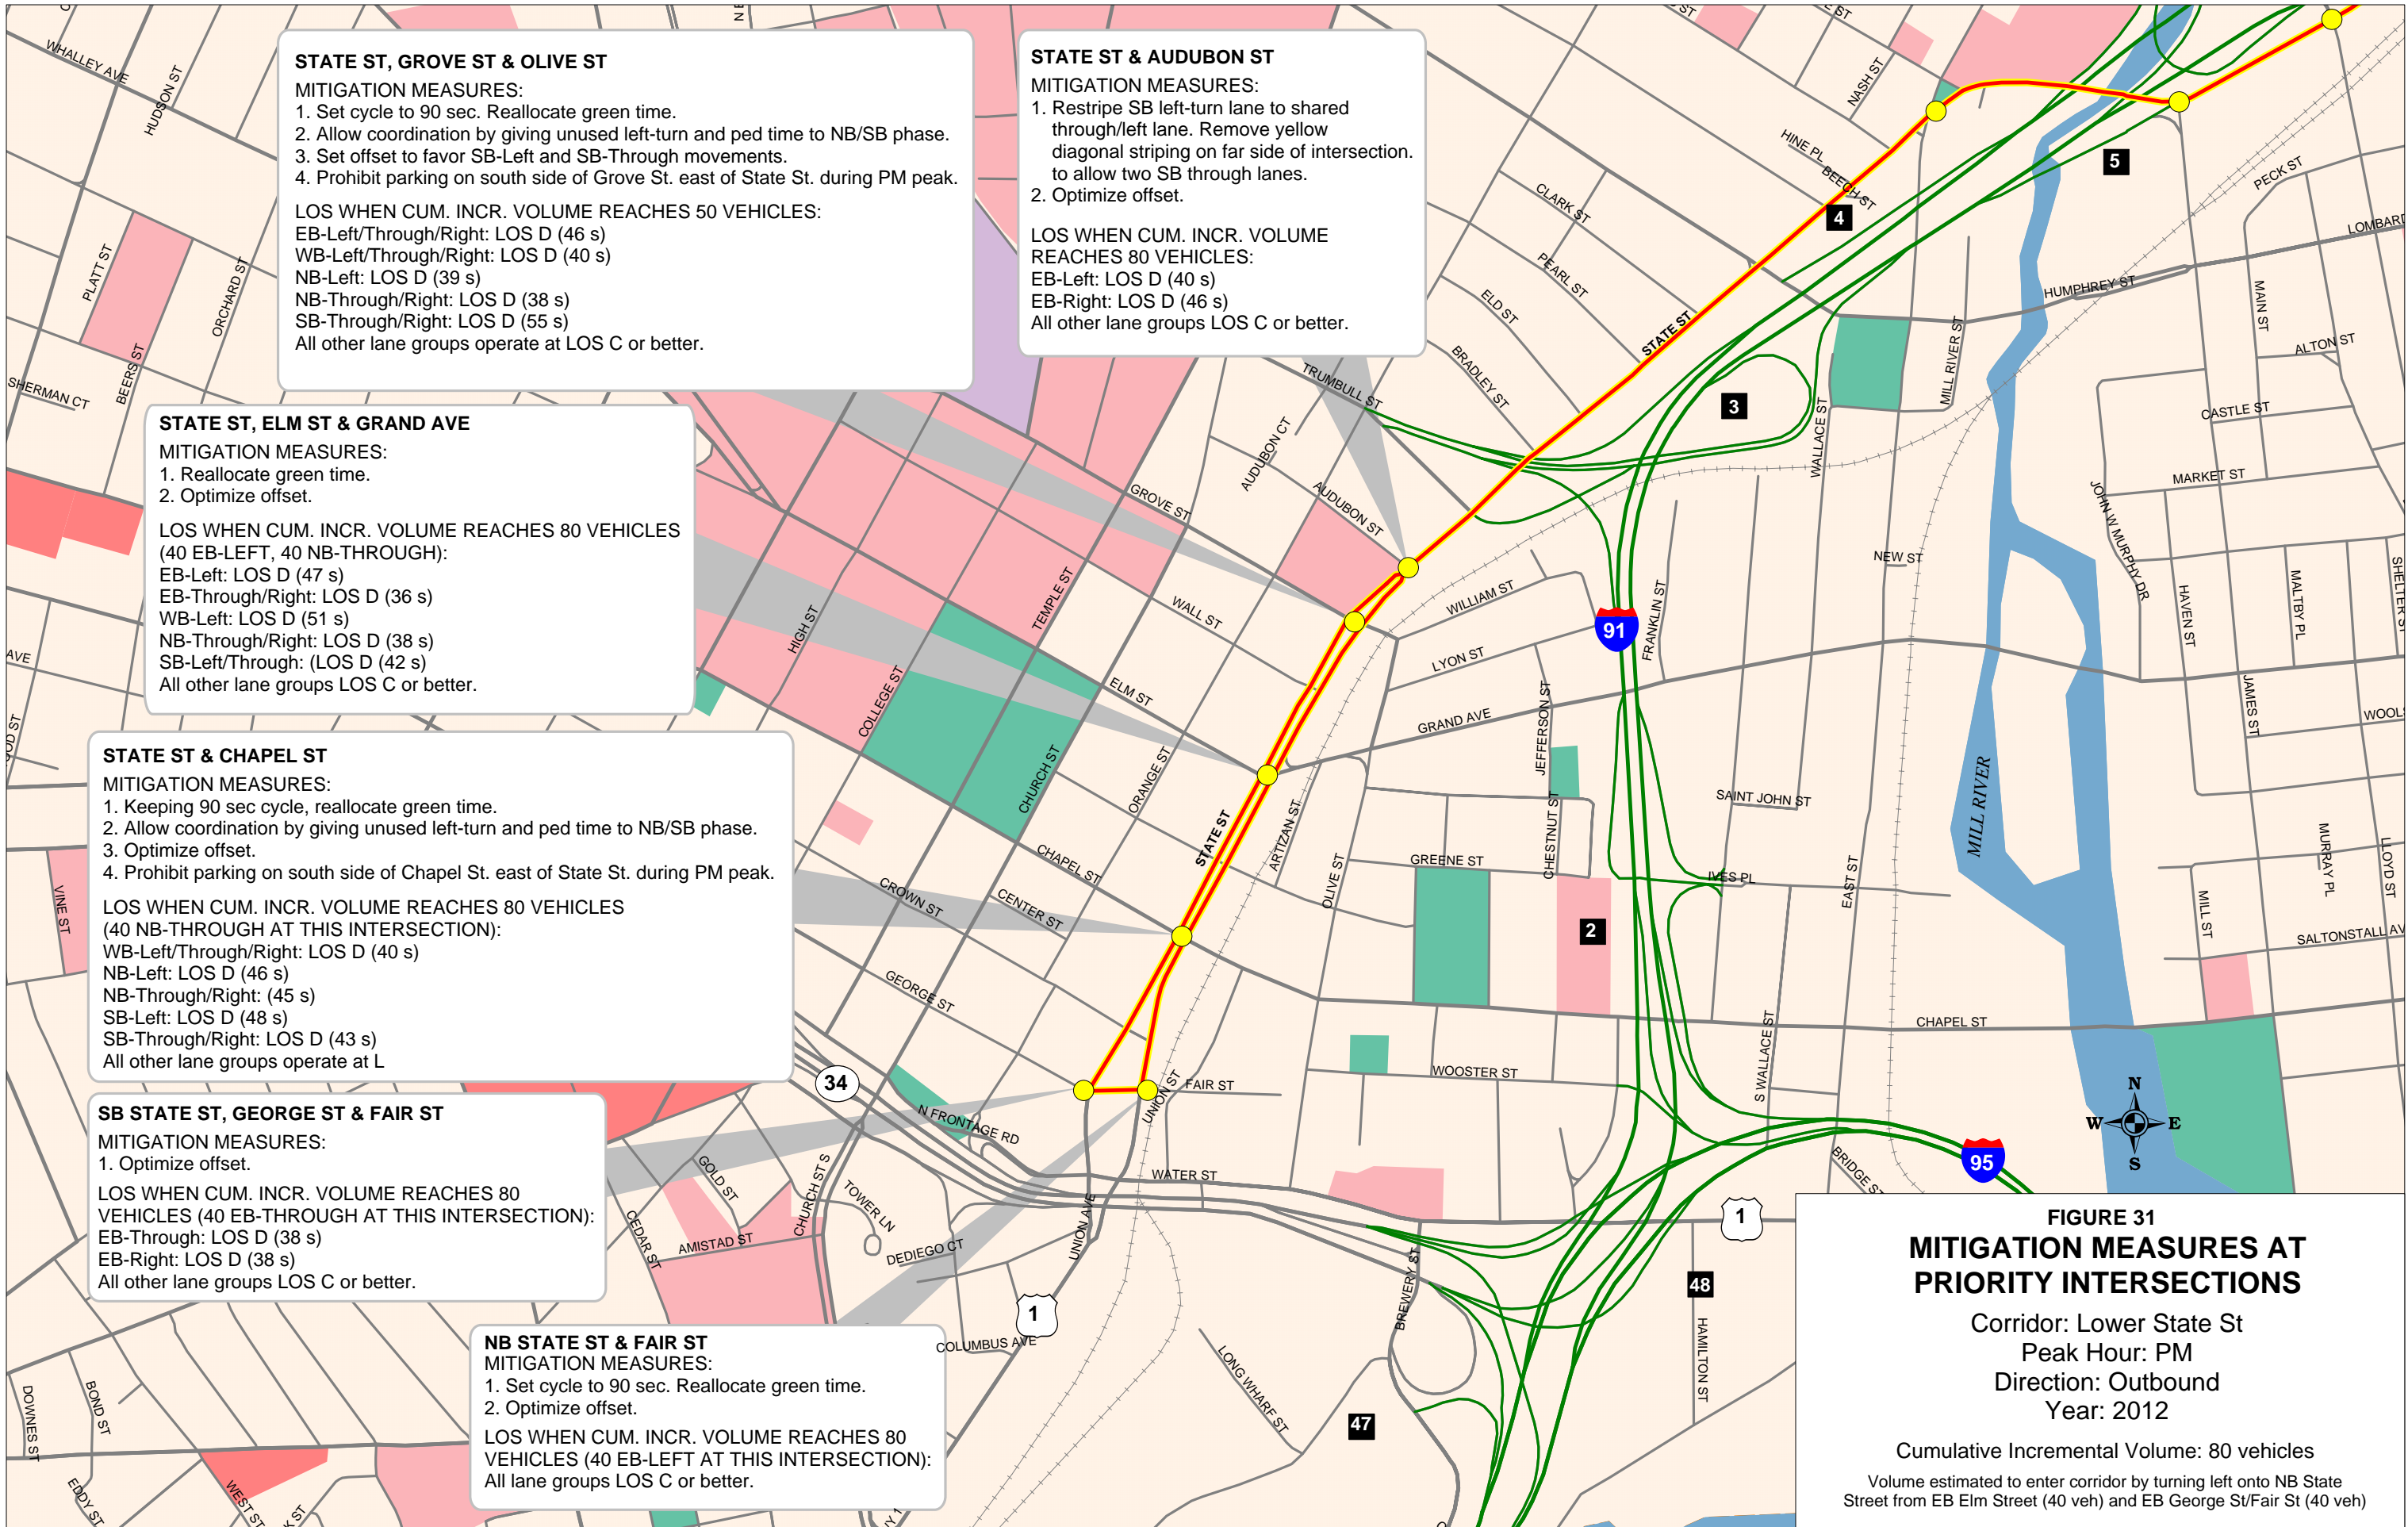 STATE ST, GROVE ST & OLIVE ST
MITIGATION MEASURES:
1. Set cycle to 90 sec. Reallocate green time.
2. Allow coordination by giving unused left-turn and ped time to NB/SB phase.
3. Set offset to favor SB-Left and SB-Through movements.
4. Prohibit parking on south side of Grove St. east of State St. during PM peak.
LOS WHEN CUM. INCR. VOLUME REACHES 50 VEHICLES:
EB-Left/Through/Right: LOS D (46 s)
WB-Left/Through/Right: LOS D (40 s)
NB-Left: LOS D (39 s)
NB-Through/Right: LOS D (38 s)
SB-Through/Right: LOS D (55 s)
All other lane groups operate at LOS C or better.
STATE ST & AUDUBON ST
MITIGATION MEASURES:
1. Restripe SB left-turn lane to shared
through/left lane. Remove yellow
diagonal striping on far side of intersection.
to allow two SB through lanes.
2. Optimize offset.
LOS WHEN CUM. INCR. VOLUME
REACHES 80 VEHICLES:
EB-Left: LOS D (40 s)
EB-Right: LOS D (46 s)
All other lane groups LOS C or better.
STATE ST, ELM ST & GRAND AVE
MITIGATION MEASURES:
1. Reallocate green time.
2. Optimize offset.
LOS WHEN CUM. INCR. VOLUME REACHES 80 VEHICLES
(40 EB-LEFT, 40 NB-THROUGH):
EB-Left: LOS D (47 s)
EB-Through/Right: LOS D (36 s)
WB-Left: LOS D (51 s)
NB-Through/Right: LOS D (38 s)
SB-Left/Through: (LOS D (42 s)
All other lane groups LOS C or better.
STATE ST & CHAPEL ST
MITIGATION MEASURES:
1. Keeping 90 sec cycle, reallocate green time.
2. Allow coordination by giving unused left-turn and ped time to NB/SB phase.
3. Optimize offset.
4. Prohibit parking on south side of Chapel St. east of State St. during PM peak.
LOS WHEN CUM. INCR. VOLUME REACHES 80 VEHICLES
(40 NB-THROUGH AT THIS INTERSECTION):
WB-Left/Through/Right: LOS D (40 s)
NB-Left: LOS D (46 s)
NB-Through/Right: (45 s)
SB-Left: LOS D (48 s)
SB-Through/Right: LOS D (43 s)
All other lane groups operate at L
SB STATE ST, GEORGE ST & FAIR ST
MITIGATION MEASURES:
1. Optimize offset.
LOS WHEN CUM. INCR. VOLUME REACHES 80
VEHICLES (40 EB-THROUGH AT THIS INTERSECTION):
EB-Through: LOS D (38 s)
EB-Right: LOS D (38 s)
All other lane groups LOS C or better.
NB STATE ST & FAIR ST
MITIGATION MEASURES:
1. Set cycle to 90 sec. Reallocate green time.
2. Optimize offset.
LOS WHEN CUM. INCR. VOLUME REACHES 80
VEHICLES (40 EB-LEFT AT THIS INTERSECTION):
All lane groups LOS C or better.
FIGURE 31
MITIGATION MEASURES AT
PRIORITY INTERSECTIONS
Corridor: Lower State St
Peak Hour: PM
Direction: Outbound
Year: 2012
Cumulative Incremental Volume: 80 vehicles
Volume estimated to enter corridor by turning left onto NB State
Street from EB Elm Street (40 veh) and EB George St/Fair St (40 veh)
WHALLEY AVE
HUDSON ST
PLATT ST
ORCHARD ST
BEERS ST
SHERMAN CT
AVE
VINE ST
DOWNES ST
BOND ST
EDDY ST
WEST ST
NASH ST
HINE PL
BEECH ST
CLARK ST
PEARL ST
ELD ST
BRADLEY ST
TRUMBULL ST
STATE ST
AUDUBON CT
AUDUBON ST
GROVE ST
WALL ST
TEMPLE ST
HIGH ST
COLLEGE ST
ELM ST
CHURCH ST
ORANGE ST
CHAPEL ST
CROWN ST
CENTER ST
GEORGE ST
STATE ST
ARTIZAN ST
OLIVE ST
WILLIAM ST
LYON ST
GRAND AVE
JEFFERSON ST
CHESTNUT ST
GREENE ST
FRANKLIN ST
WALLACE ST
MILL RIVER ST
HUMPHREY ST
PECK ST
LOMBARD
MAIN ST
ALTON ST
CASTLE ST
MARKET ST
JOHN W MURPHY DR
NEW ST
HAVEN ST
MALTBY PL
SHELTER S
JAMES ST
WOOL
SAINT JOHN ST
IVES PL
EAST ST
MILL RIVER
MURRAY PL
LLOYD ST
MILL ST
SALTONSTALL AV
CHAPEL ST
S WALLACE ST
WOOSTER ST
FAIR ST
UNION ST
WATER ST
UNION AVE
N FRONTAGE RD
GOLD ST
CEDAR ST
AMISTAD ST
CHURCH ST S
TOWER LN
DEDIEGO CT
COLUMBUS AVE
LONG WHARF ST
BREWERY ST
HAMILTON ST
BRIDGE ST
5
4
3
2
47
48
91
95
34
1
1
N
W
E
S